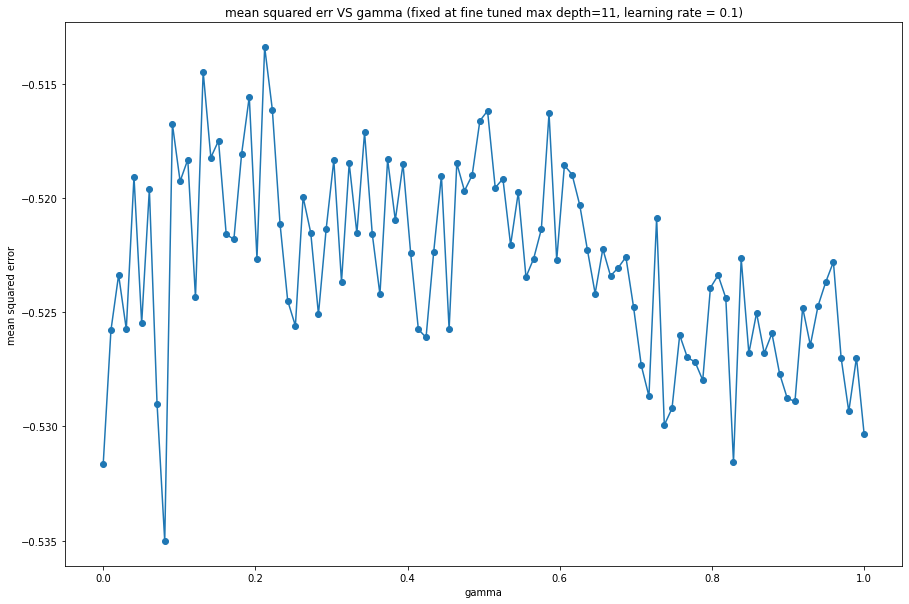 mean squared err VS gamma (fixed at fine tuned max depth=11, learning rate = 0.1)
−0.515
−0.520
−0.525
−0.530
−0.535
mean squared error
0.0 0.2 0.4 0.6 0.8 1.0
gamma